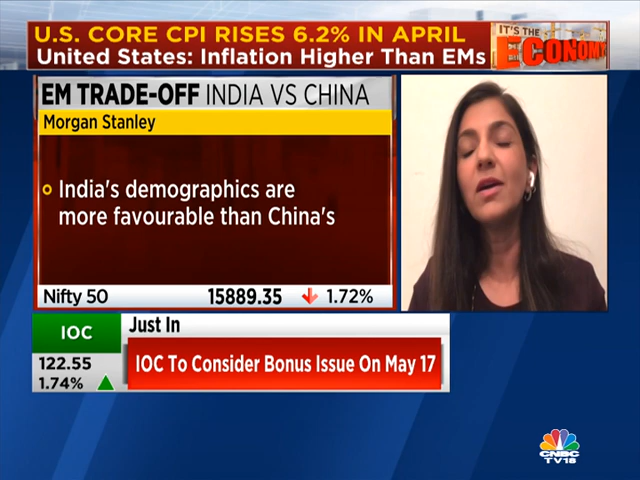 U.S. CORE CPI RISES 6.2% IN APRIL
United States: Inflation Higher Than EMs
IT'S THE
ECONOMY
EM TRADE-OFF INDIA VS CHINA
Morgan Stanley
India's demographics are
more favourable than China's
Nifty 50 15889.35 1.72%
IOC
122.55
1.74%
Just In
IOC To Consider Bonus Issue On May 17
CNBC
TV18